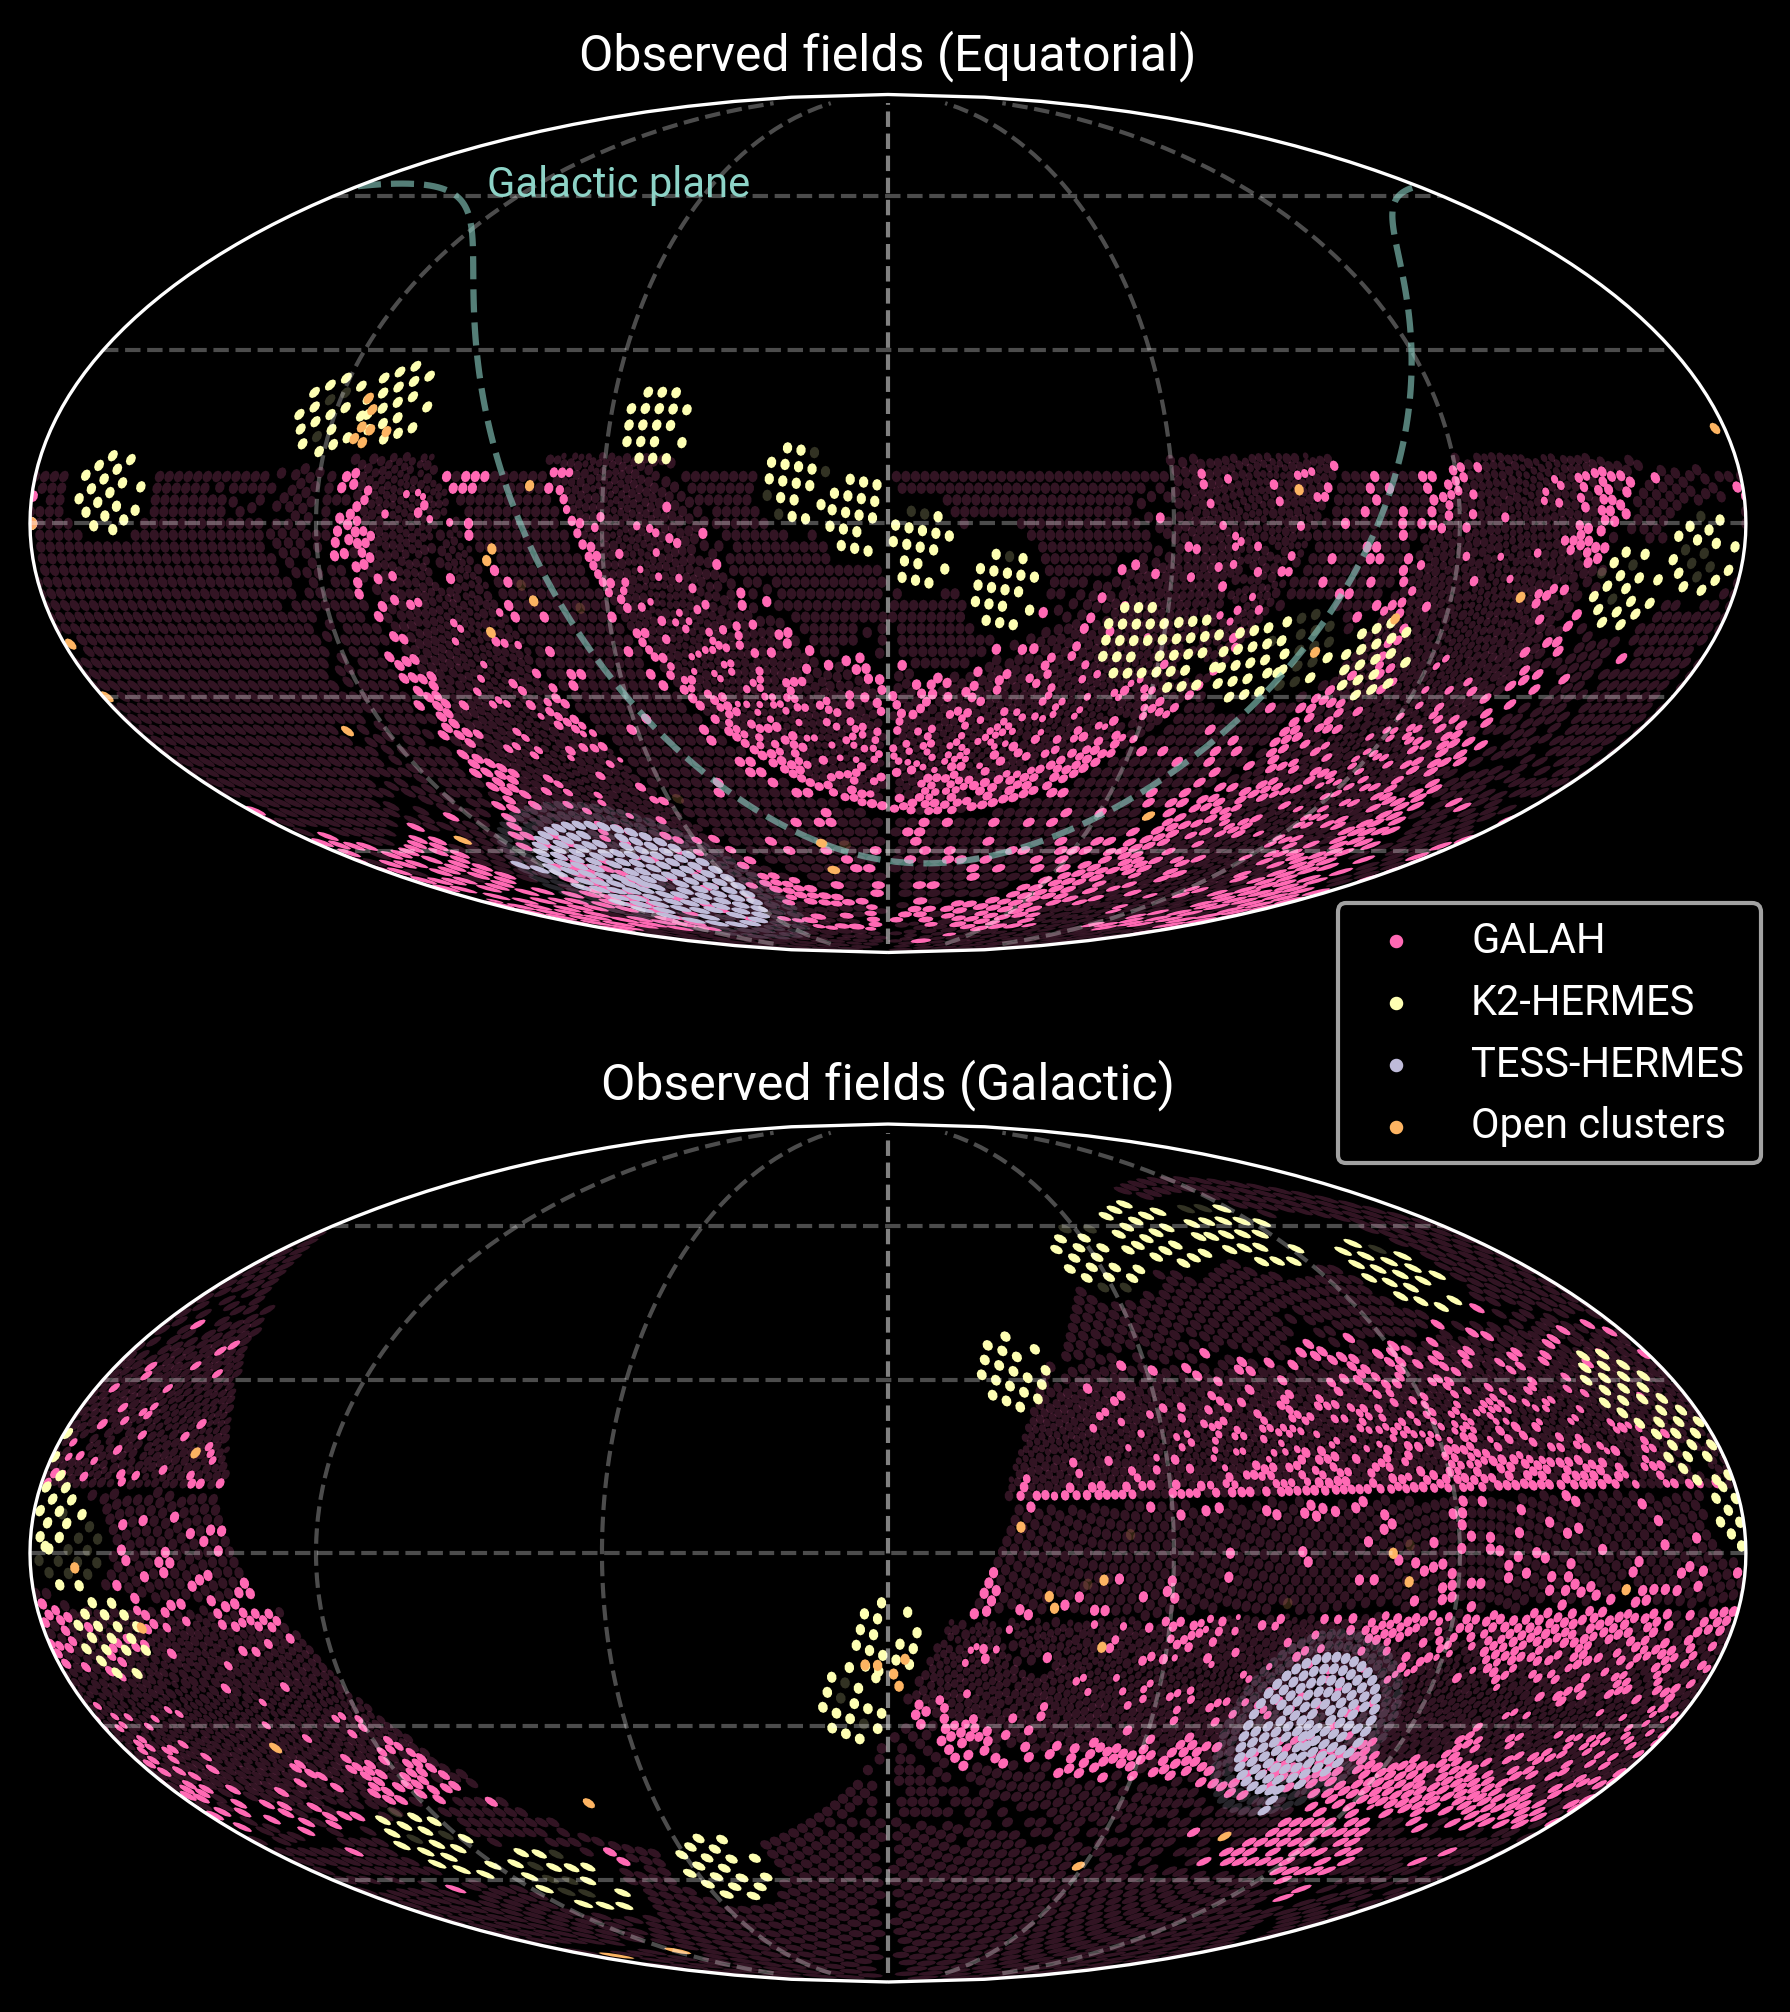 Observed fields (Equatorial)
Galactic plane
GALAH
K2-HERMES
TESS-HERMES
Open clusters
Observed fields (Galactic)